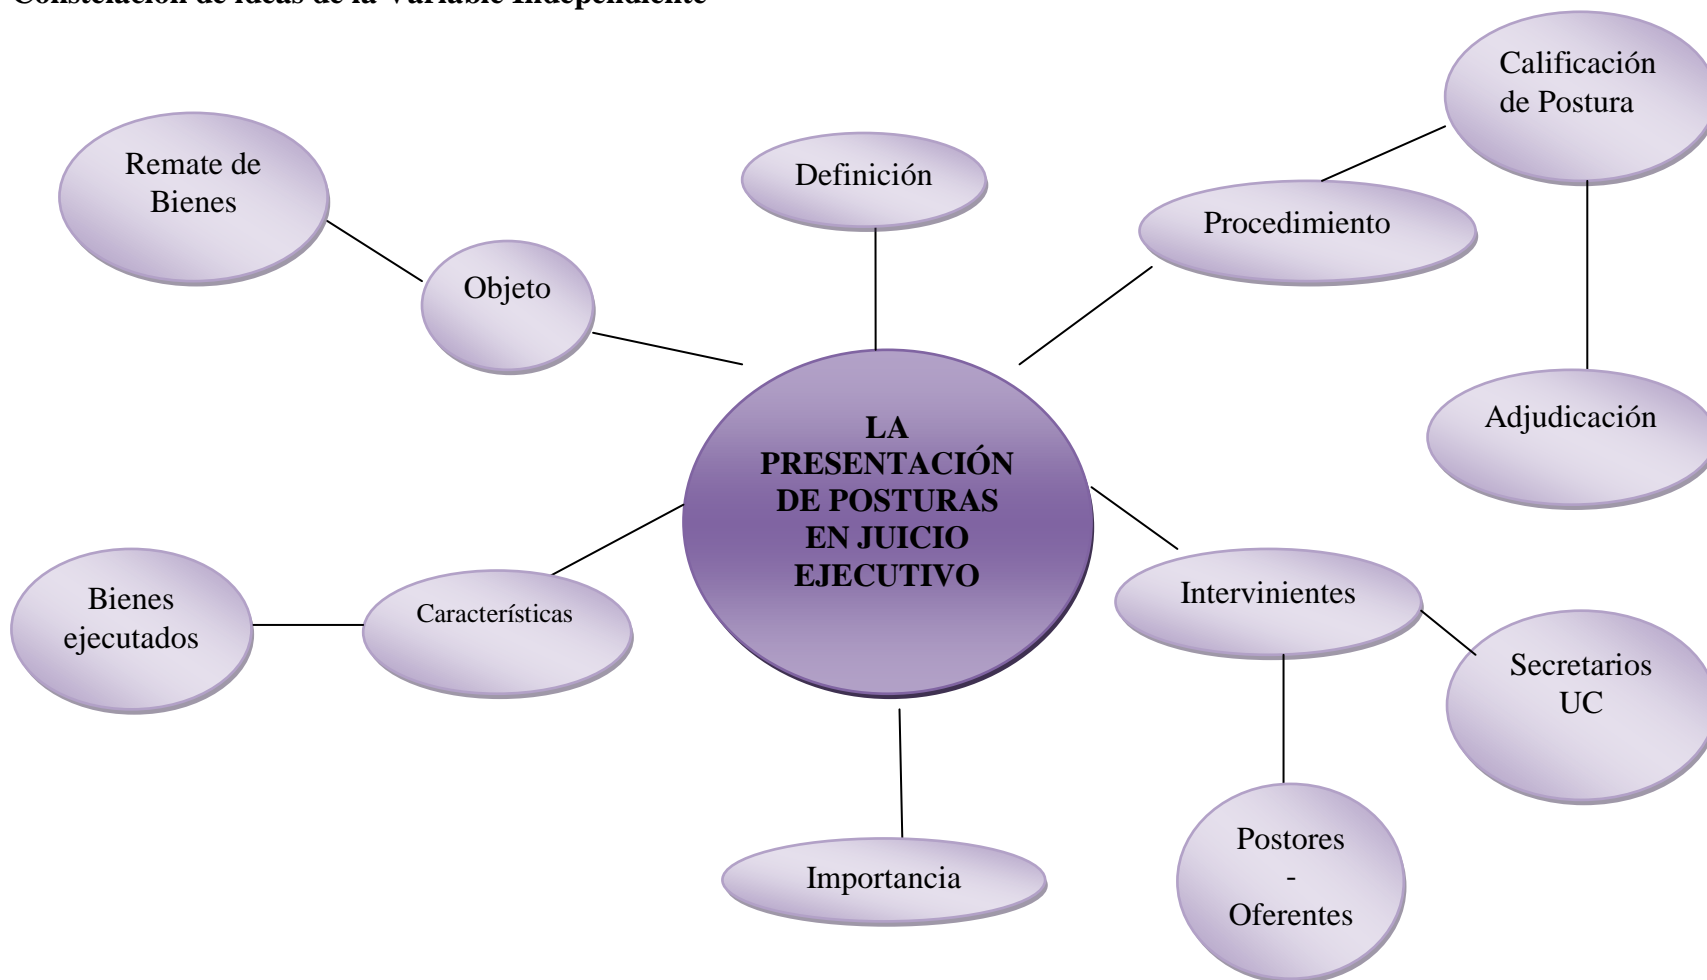 Constelación de ideas de la Variable Independiente
Calificación
de Postura
Remate de
Bienes
Definición
Procedimiento
Objeto
LA
PRESENTACIÓN
DE POSTURAS
EN JUICIO
EJECUTIVO
Adjudicación
Bienes
ejecutados
Características
Intervinientes
Secretarios
UC
Importancia
Postores
-
Oferentes